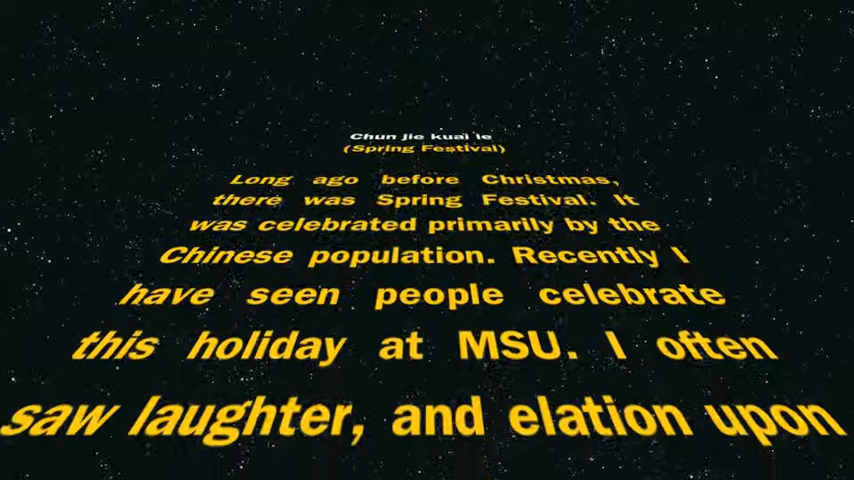 Chun jie kuai le
(Spring Festival)
Long ago before Christmas,
there was Spring Festival. It
was celebrated primarily by the
Chinese population. Recently I
have seen people celebrate
this holiday at MSU. I often
saw laughter, and elation upon